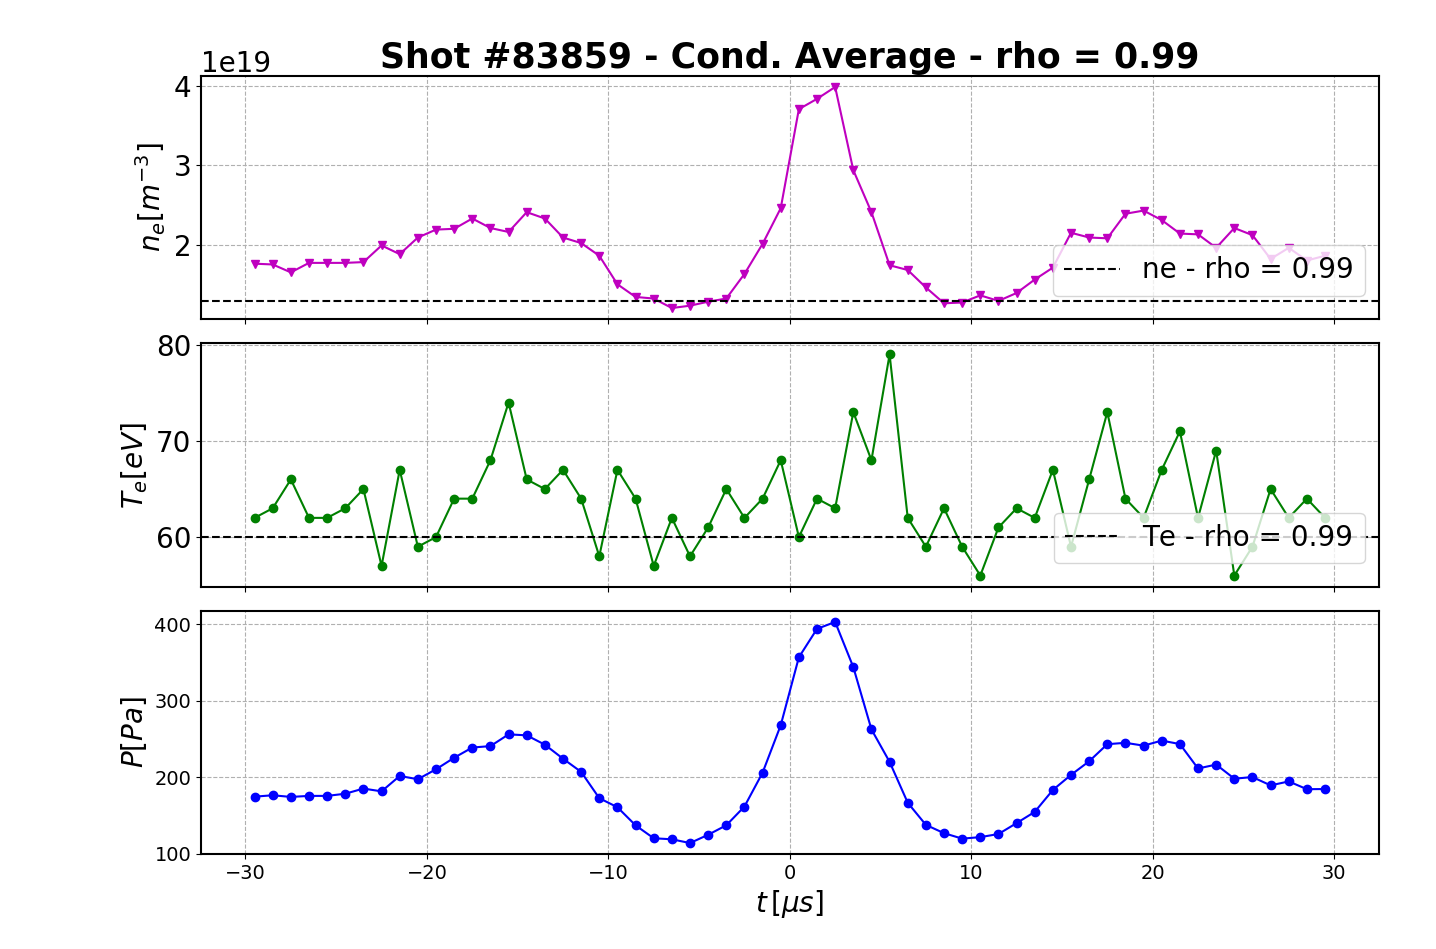 Shot #83859 - Cond. Average - rho = 0.99
1e19
4
3
2
n_e[m^{-3}]
ne - rho = 0.99
80
70
60
T_e[eV]
Te - rho = 0.99
400
300
200
100
P[Pa]
−30 −20 −10 0 10 20 30
t [μs]